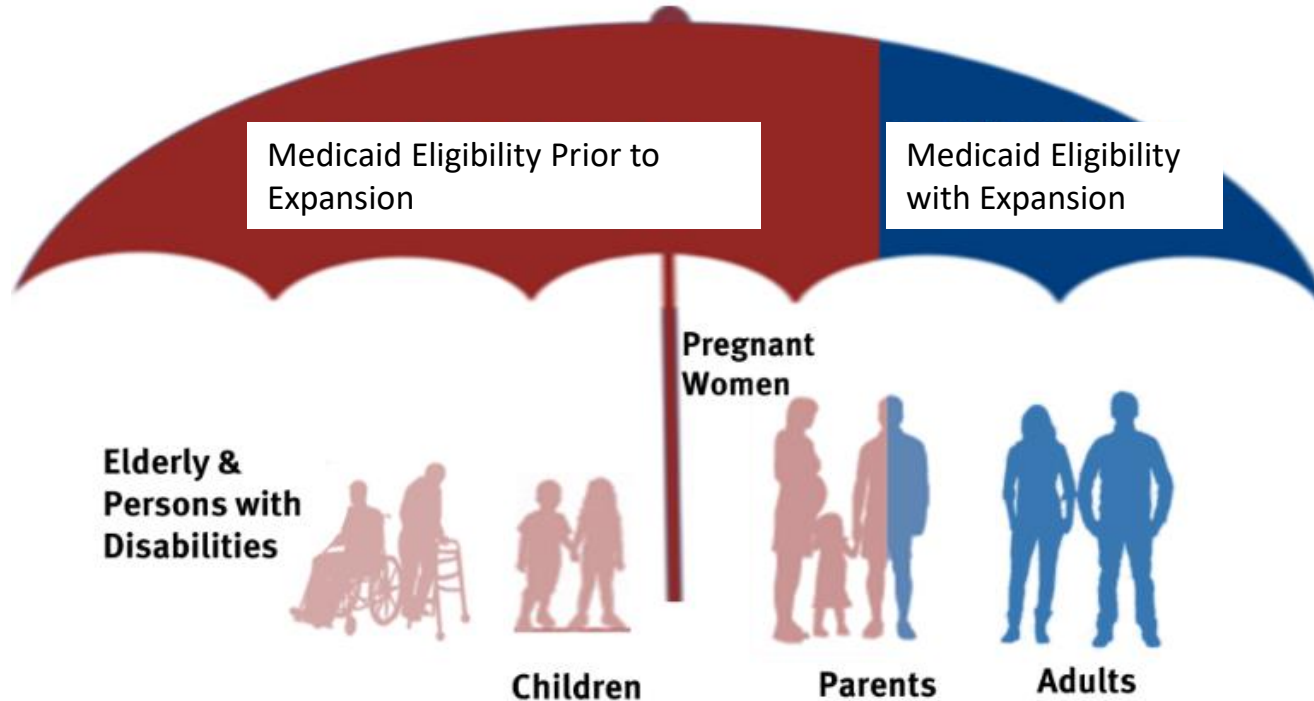 Medicaid Eligibility Prior to
Expansion
Medicaid Eligibility
with Expansion
Pregnant
Women
Elderly &
Persons with
Disabilities
Children
Parents
Adults